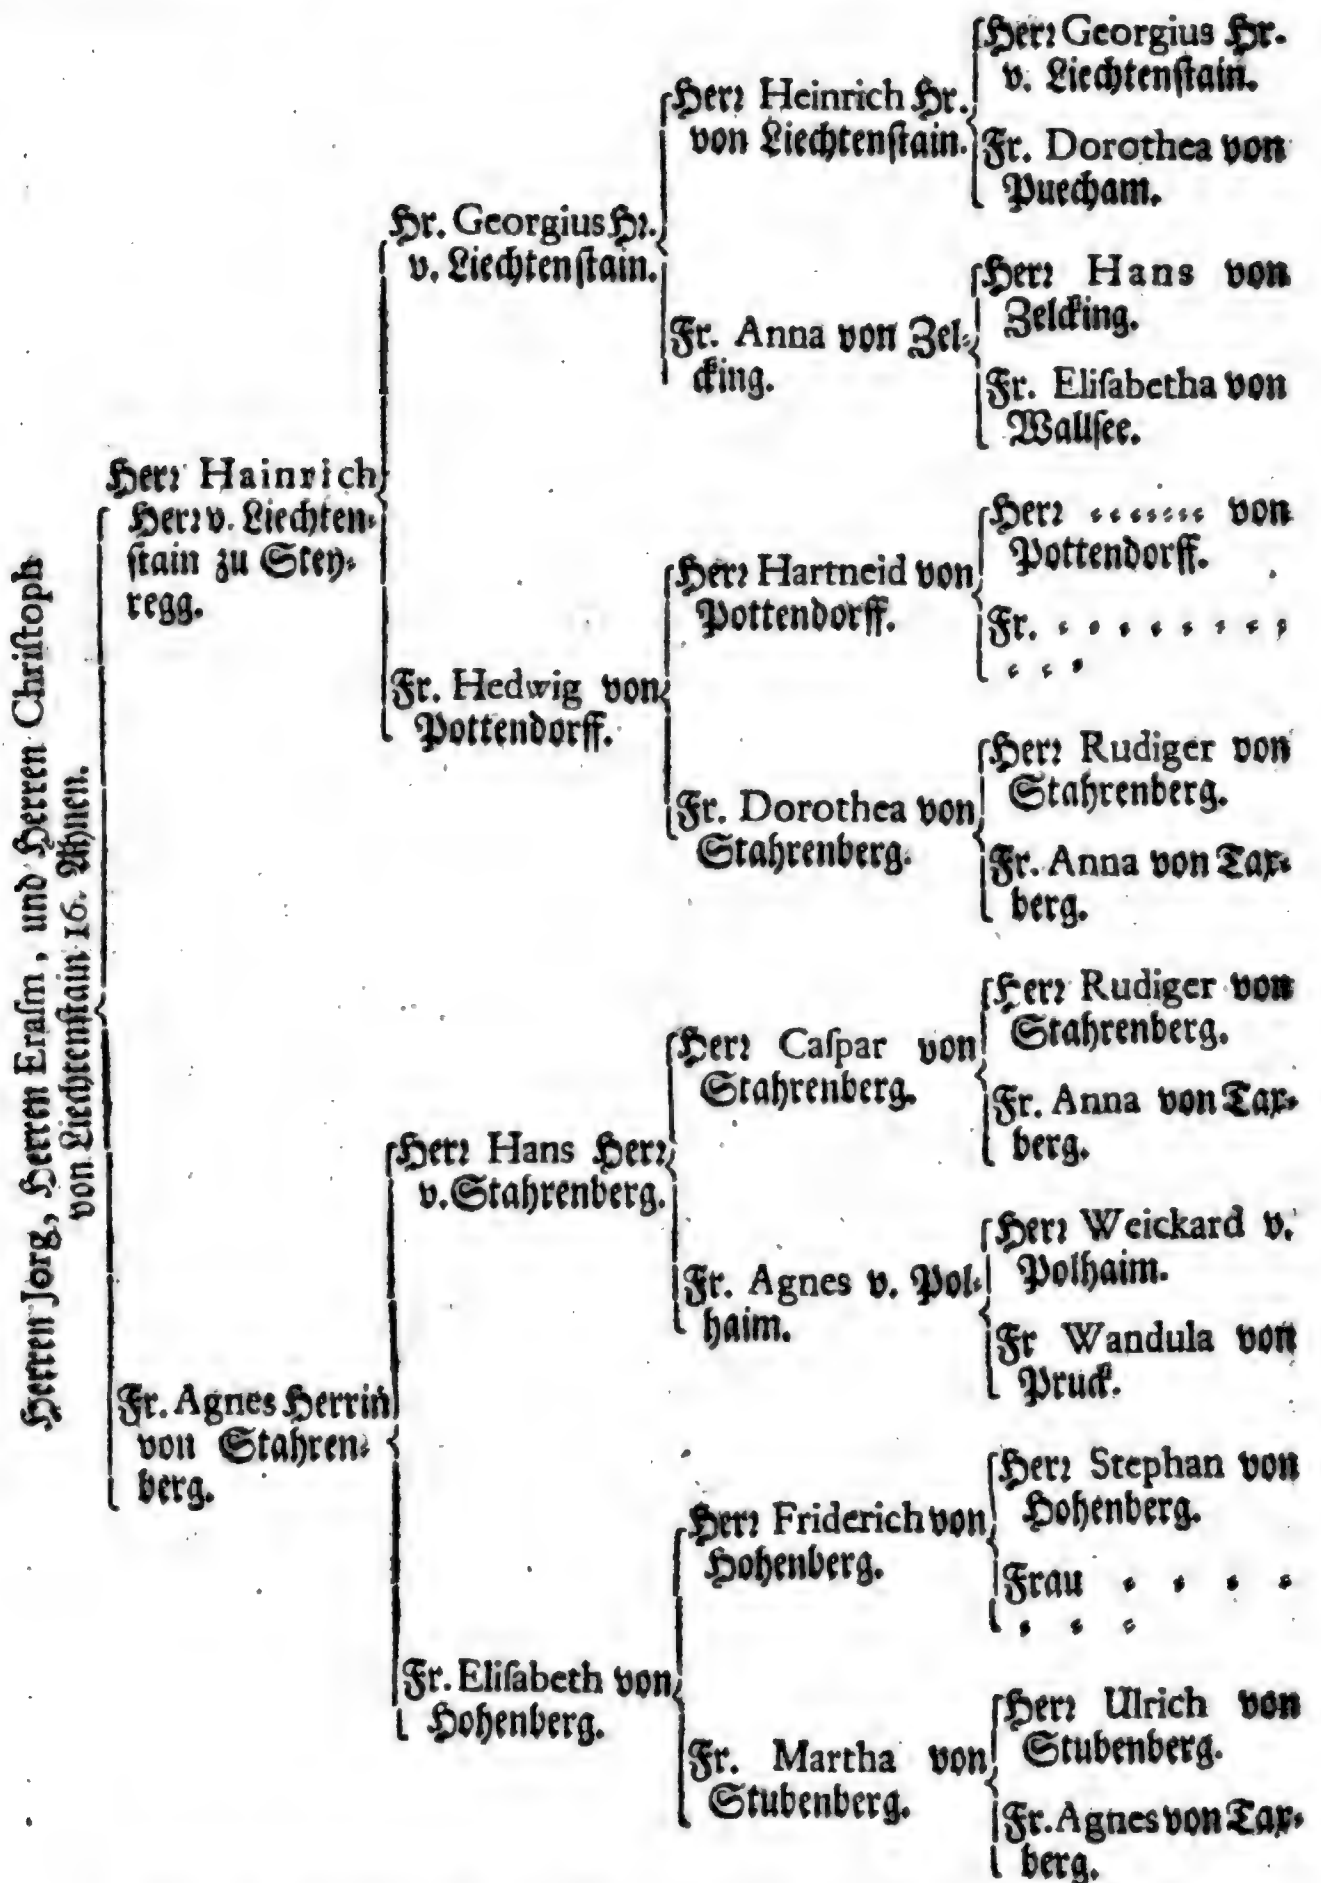 Herren Jörg, Herren Eraſm, und Herren Chriſtoph
von Liechtenſtain 16. Ahnen.
Herr Hainrich
Herr v. Liechten-
ſtain zu Stey-
regg.
Fr. Agnes Herrin
von Stahren-
berg.
Hr. Georgius Hr.
v. Liechtenſtain.
Fr. Hedwig von
Pottendorff.
Herr Hans Herr
v. Stahrenberg.
Fr. Eliſabeth von
Hohenberg.
Herr Heinrich Hr.
von Liechtenſtain.
Fr. Anna von Zel-
cking.
Herr Hartneid von
Pottendorff.
Fr. Dorothea von
Stahrenberg.
Herr Caſpar von
Stahrenberg.
Fr. Agnes v. Pol-
haim.
Herr Friderich von
Hohenberg.
Fr. Martha von
Stubenberg.
Herr Georgius Hr.
v. Liechtenſtain.
Fr. Dorothea von
Puecham.
Herr Hans von
Zelcking.
Fr. Eliſabetha von
Wallſee.
Herr ....... von
Pottendorff.
Fr. . . . . . . . .
. . .
Herr Rudiger von
Stahrenberg.
Fr. Anna von Tax-
berg.
Herr Rudiger von
Stahrenberg.
Fr. Anna von Tax-
berg.
Herr Weickard v.
Polhaim.
Fr Wandula von
Pruck.
Herr Stephan von
Hohenberg.
Frau . . . .
. . .
Herr Ulrich von
Stubenberg.
Fr. Agnes von Tax-
berg.